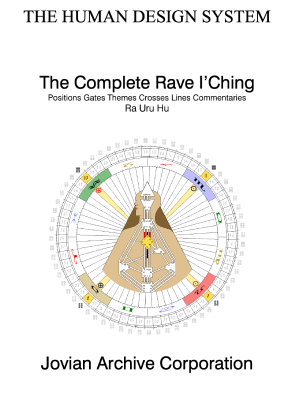 THE HUMAN DESIGN SYSTEM
The Complete Rave I'Ching
Positions Gates Themes Crosses Lines Commentaries
Ra Uru Hu
Jovian Archive Corporation